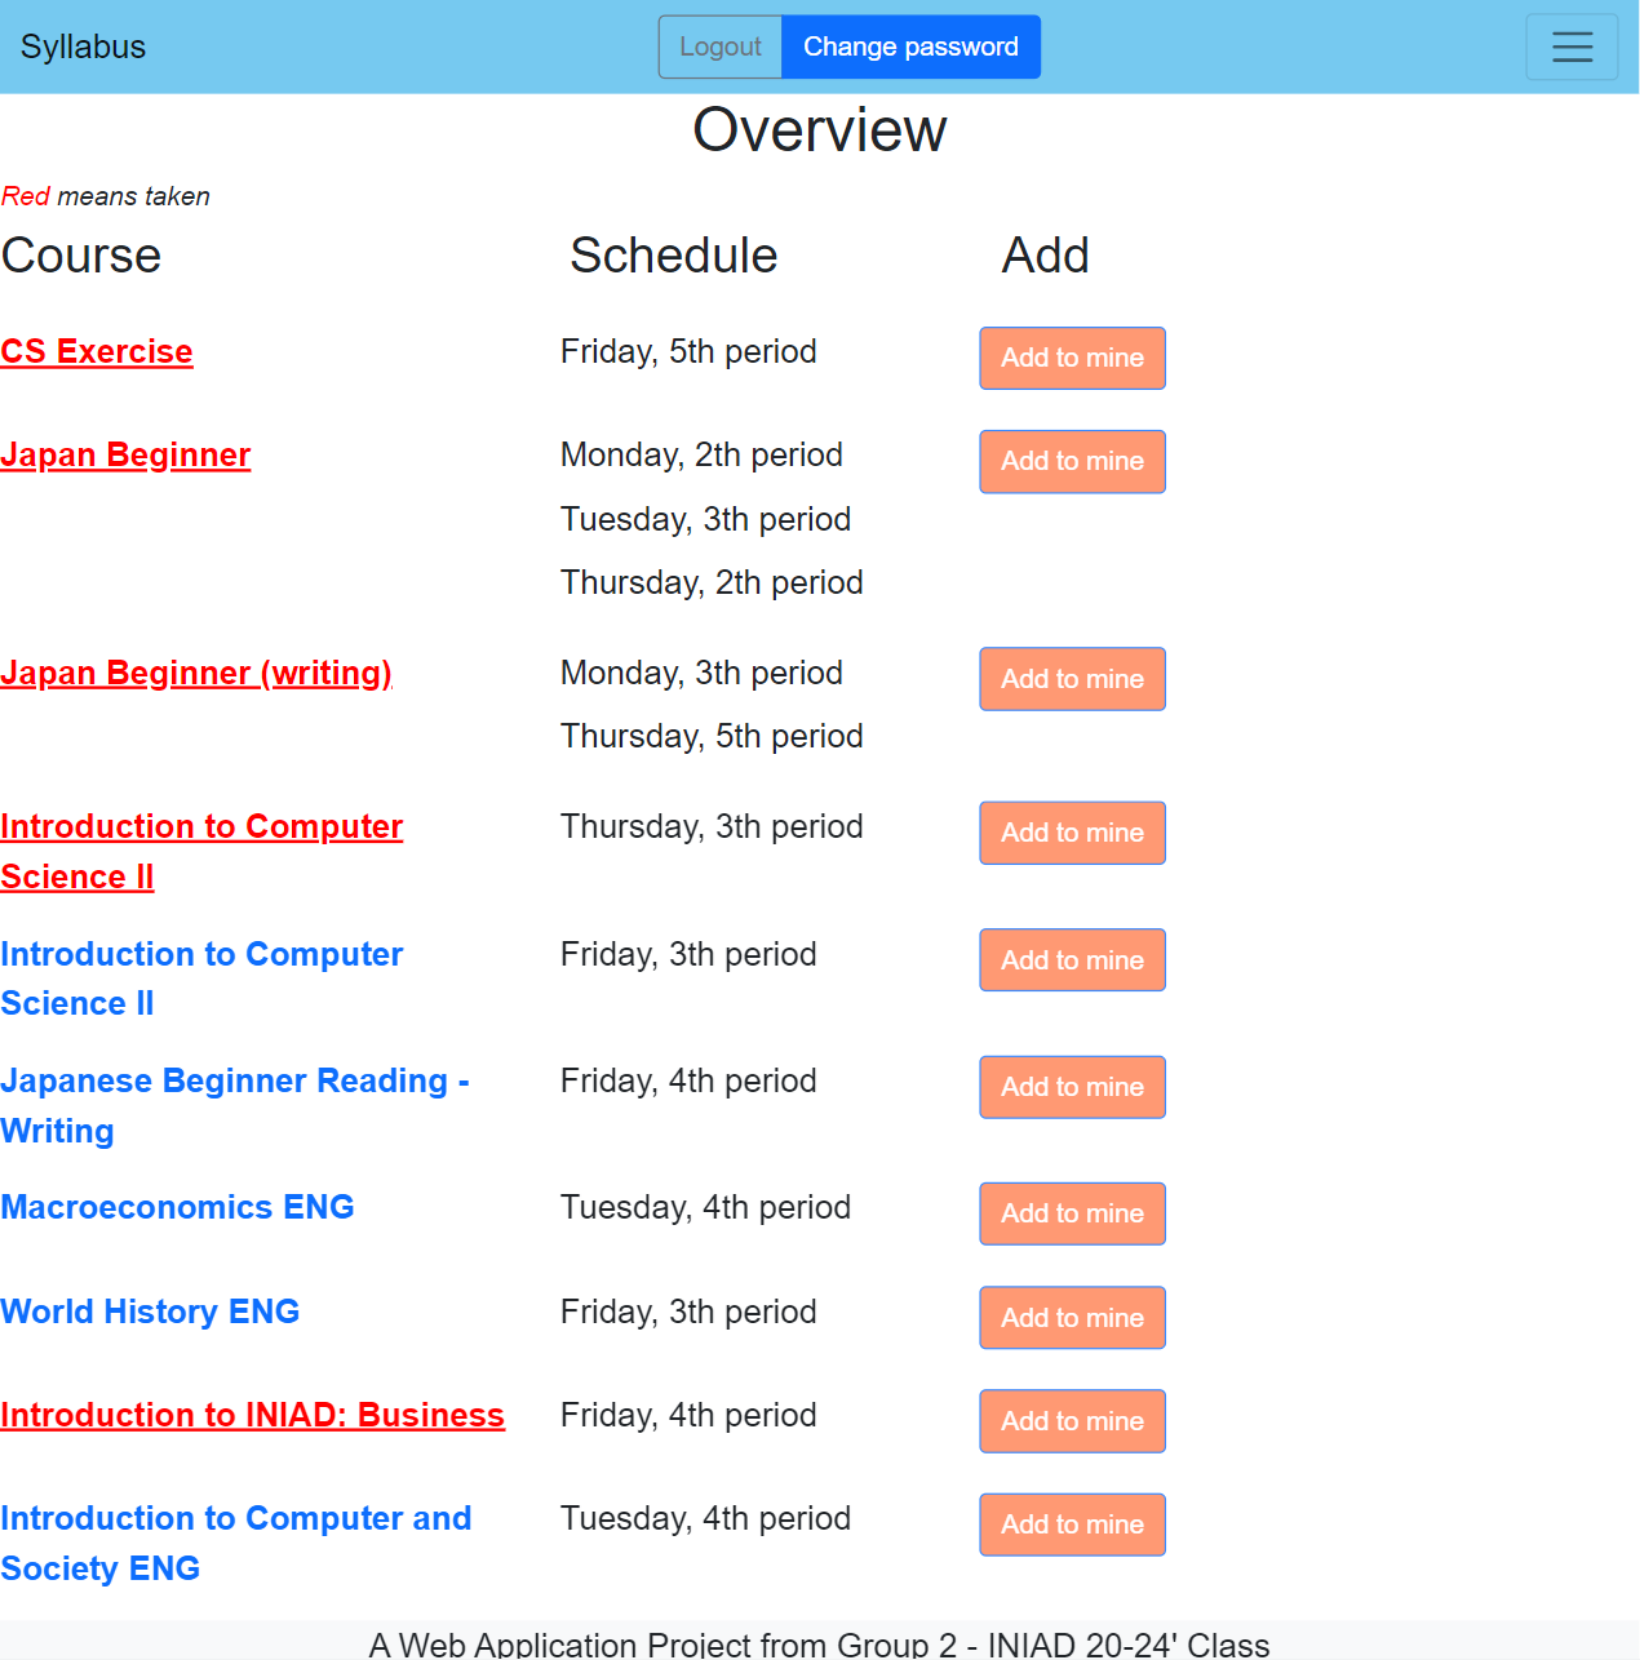 Syllabus
Logout
Change password
Overview
Red means taken
Course Schedule Add
CS Exercise Friday, 5th period Add to mine
Japan Beginner Monday, 2th period Add to mine
Tuesday, 3th period
Thursday, 2th period
Japan Beginner (writing) Monday, 3th period Add to mine
Thursday, 5th period
Introduction to Computer Thursday, 3th period Add to mine
Science II
Introduction to Computer Friday, 3th period Add to mine
Science II
Japanese Beginner Reading - Friday, 4th period Add to mine
Writing
Macroeconomics ENG Tuesday, 4th period Add to mine
World History ENG Friday, 3th period Add to mine
Introduction to INIAD: Business Friday, 4th period Add to mine
Introduction to Computer and Tuesday, 4th period Add to mine
Society ENG
A Web Application Project from Group 2 - INIAD 20-24' Class